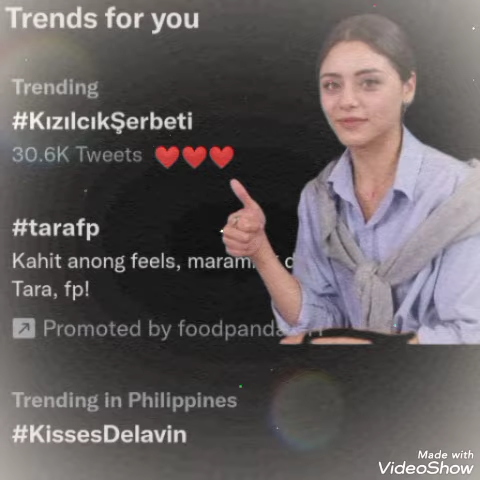 Trends for you
Trending
#KızılcıkŞerbeti
30.6K Tweets
#tarafp
Kahit anong feels,
Tara, fp!
Promoted by
Trending in Philippines
#KissesDelavin
Made with
VideoShow